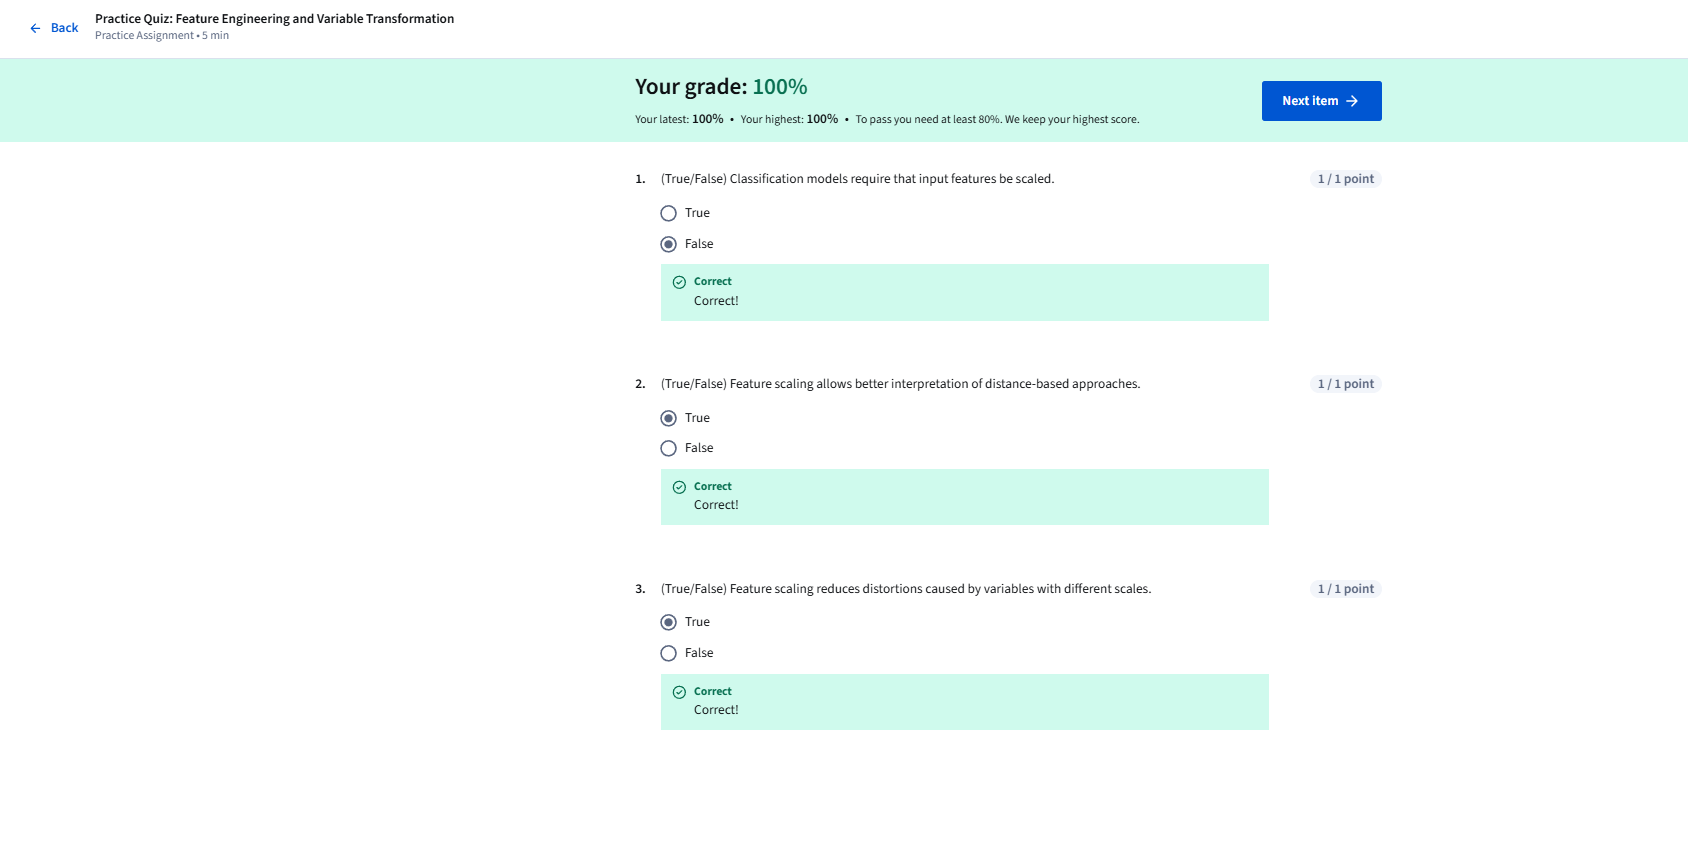 Back
Practice Quiz: Feature Engineering and Variable Transformation
Practice Assignment • 5 min
Your grade: 100%
Your latest: 100% • Your highest: 100% • To pass you need at least 80%. We keep your highest score.
Next item
1. (True/False) Classification models require that input features be scaled. 1 / 1 point
True
False
Correct
Correct!
2. (True/False) Feature scaling allows better interpretation of distance-based approaches. 1 / 1 point
True
False
Correct
Correct!
3. (True/False) Feature scaling reduces distortions caused by variables with different scales. 1 / 1 point
True
False
Correct
Correct!